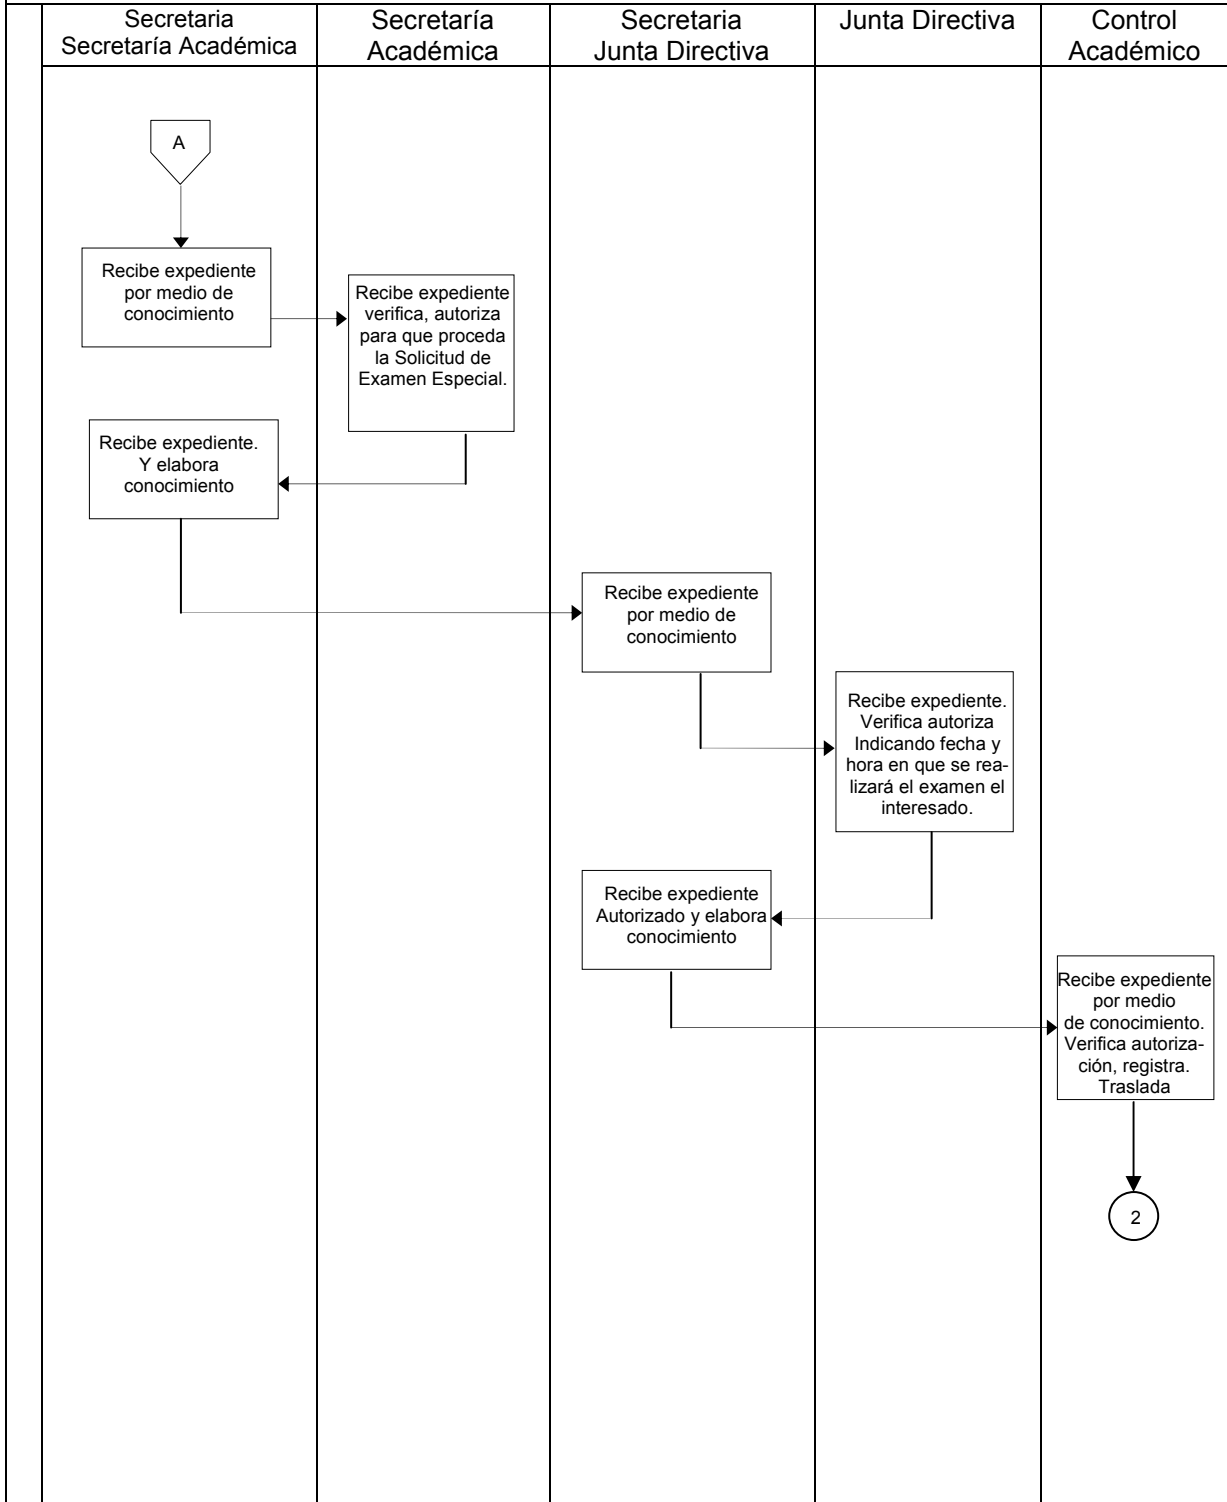 Secretaria
Secretaría Académica
Secretaría
Académica
Secretaria
Junta Directiva
Junta Directiva
Control
Académico
A
Recibe expediente
por medio de
conocimiento
Recibe expediente
verifica, autoriza
para que proceda
la Solicitud de
Examen Especial.
Recibe expediente.
Y elabora
conocimiento
Recibe expediente
por medio de
conocimiento
Recibe expediente.
Verifica autoriza
Indicando fecha y
hora en que se rea-
lizará el examen el
interesado.
Recibe expediente
Autorizado y elabora
conocimiento
Recibe expediente
por medio
de conocimiento.
Verifica autoriza-
ción, registra.
Traslada
2